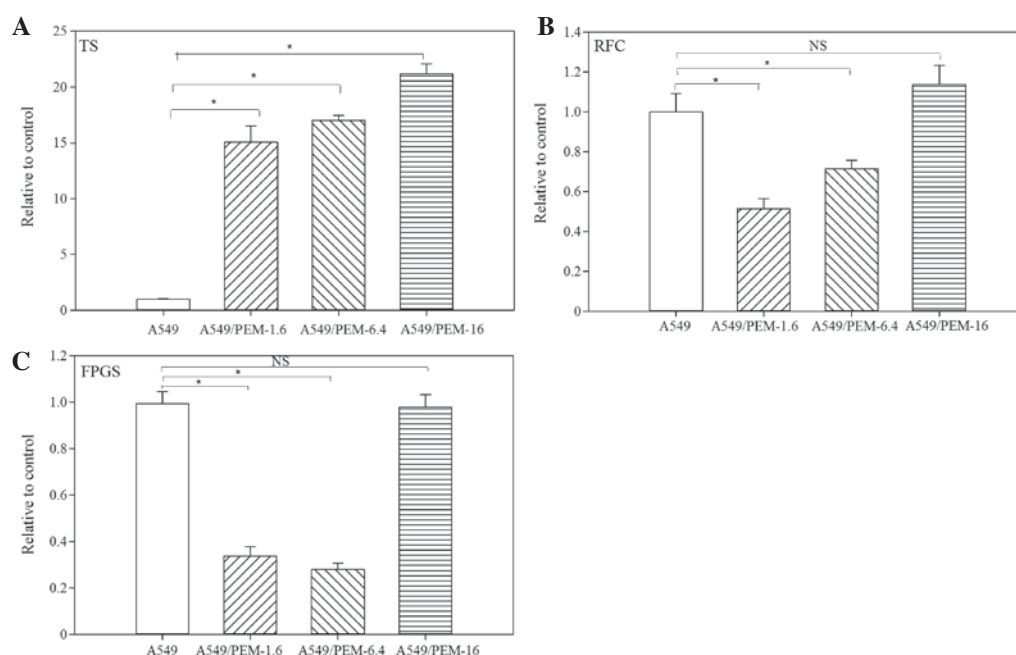 A
TS
Relative to control
25
20
15
10
5
0
*
*
*
A549 A549/PEM-1.6 A549/PEM-6.4 A549/PEM-16
B
RFC
Relative to control
1.4
1.2
1.0
0.8
0.6
0.4
0.2
0
NS
*
*
A549 A549/PEM-1.6 A549/PEM-6.4 A549/PEM-16
C
FPGS
Relative to control
1.2
1.0
0.8
0.6
0.4
0.2
0
NS
*
*
A549 A549/PEM-1.6 A549/PEM-6.4 A549/PEM-16